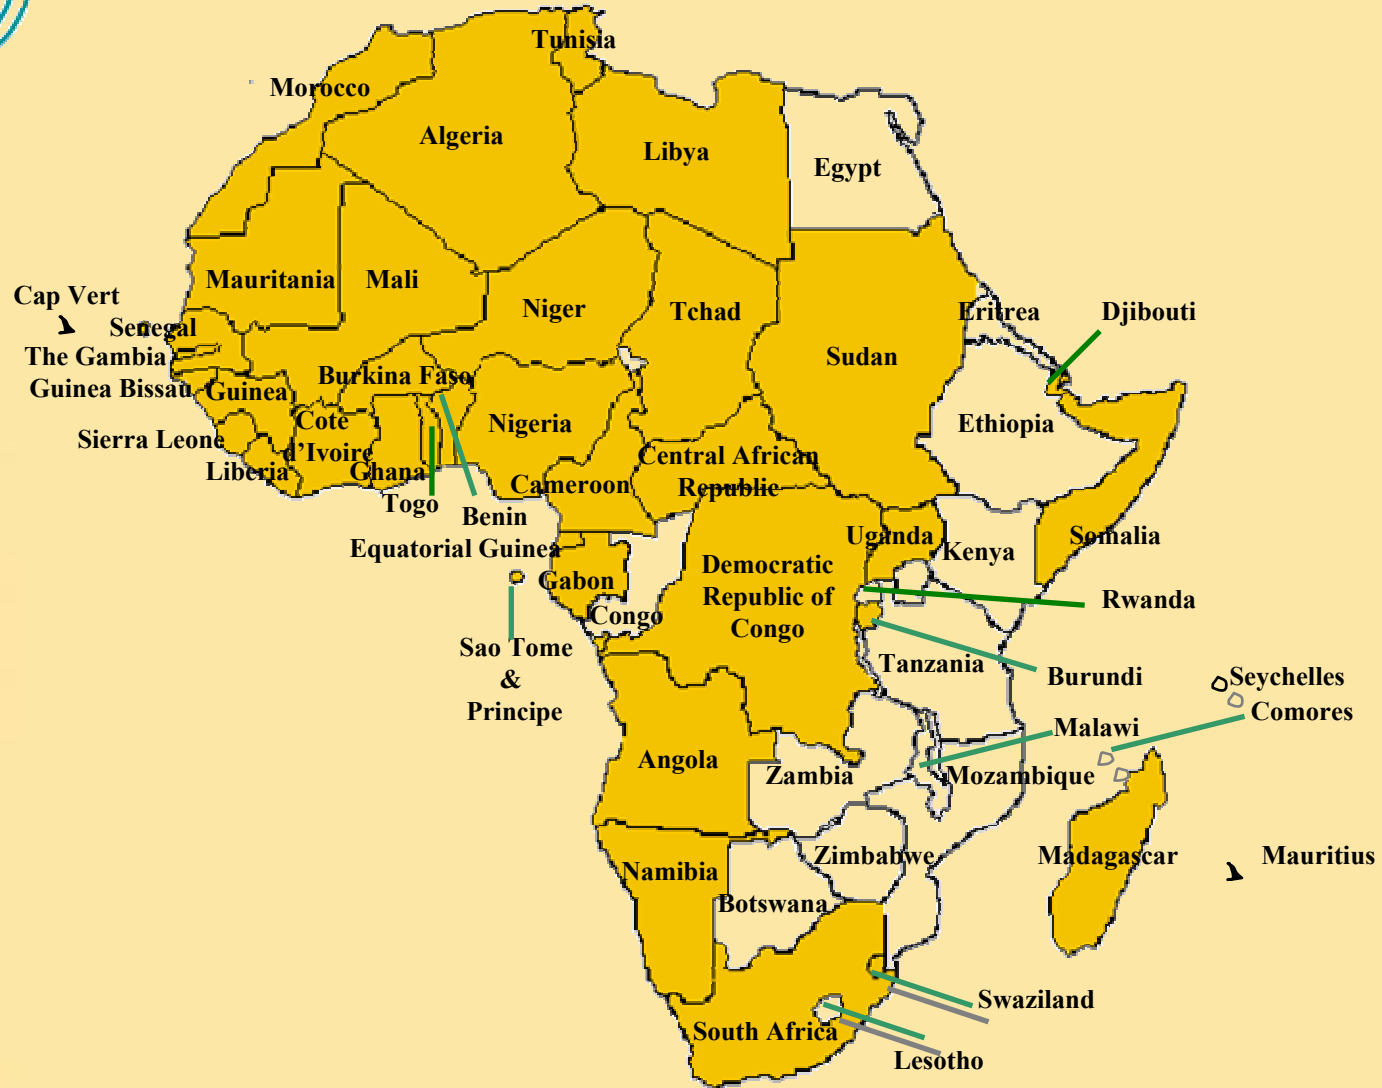 Tunisia
Morocco
Algeria
Libya
Egypt
Mauritania
Mali
Niger
Tchad
Cap Vert
Senegal
The Gambia
Guinea Bissau
Guinea
Burkina Faso
Sudan
Eritrea
Djibouti
Ethiopia
Sierra Leone
Liberia
Cote
d'Ivoire
Ghana
Togo
Benin
Nigeria
Cameroon
Central African
Republic
Equatorial Guinea
Gabon
Congo
Sao Tome
&
Principe
Democratic
Republic of
Congo
Uganda
Kenya
Somalia
Rwanda
Tanzania
Burundi
Seychelles
Comores
Malawi
Angola
Zambia
Mozambique
Namibia
Zimbabwe
Botswana
Madagascar
Mauritius
Swaziland
South Africa
Lesotho